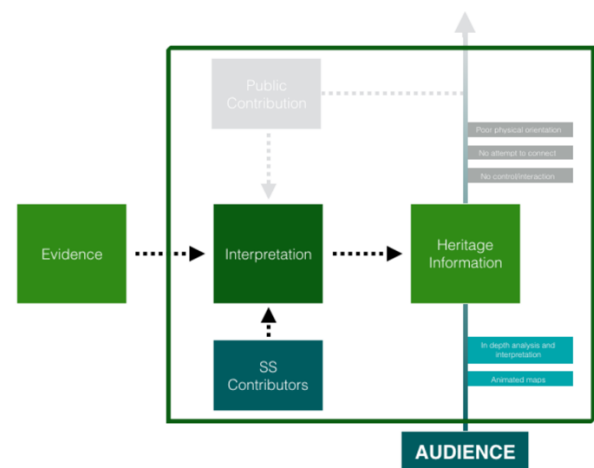 Public
Contribution
Poor physical orientation
No attempt to connect
No control/interaction
Evidence
Interpretation
Heritage
Information
SS
Contributors
In depth analysis and
interpretation
Animated maps
AUDIENCE